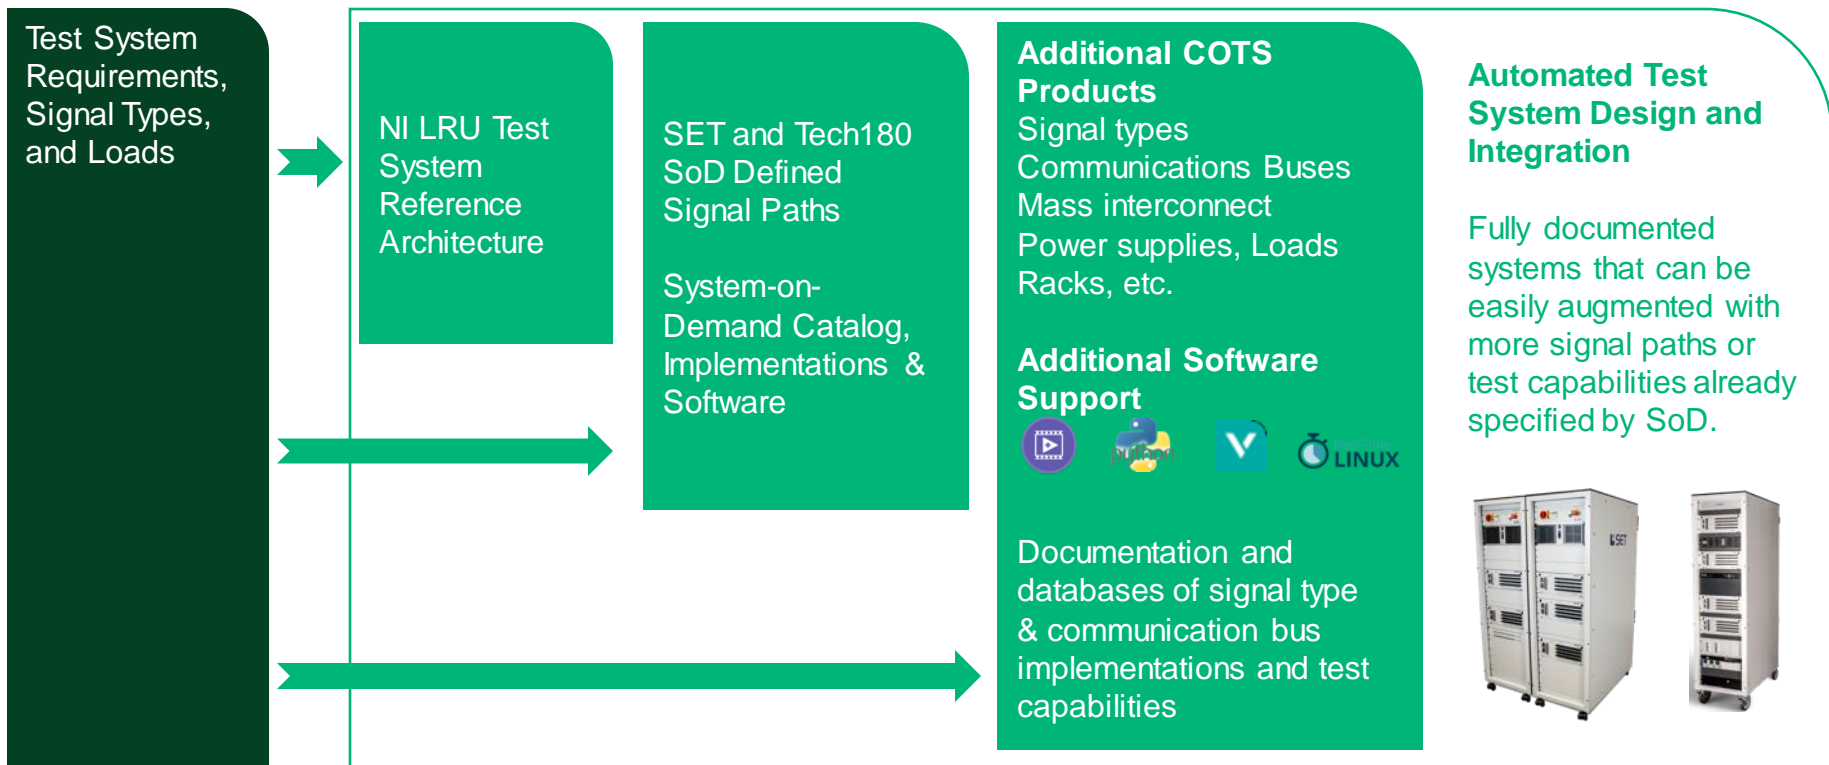 Test System
Requirements,
Signal Types,
and Loads
NI LRU Test
System
Reference
Architecture
SET and Tech180
SoD Defined
Signal Paths
System-on-
Demand Catalog,
Implementations &
Software
Additional COTS
Products
Signal types
Communications Buses
Mass interconnect
Power supplies, Loads
Racks, etc.
Additional Software
Support
python
Real-Time
LINUX
Documentation and
databases of signal type
& communication bus
implementations and test
capabilities
Automated Test
System Design and
Integration
Fully documented
systems that can be
easily augmented with
more signal paths or
test capabilities already
specified by SoD.
SET